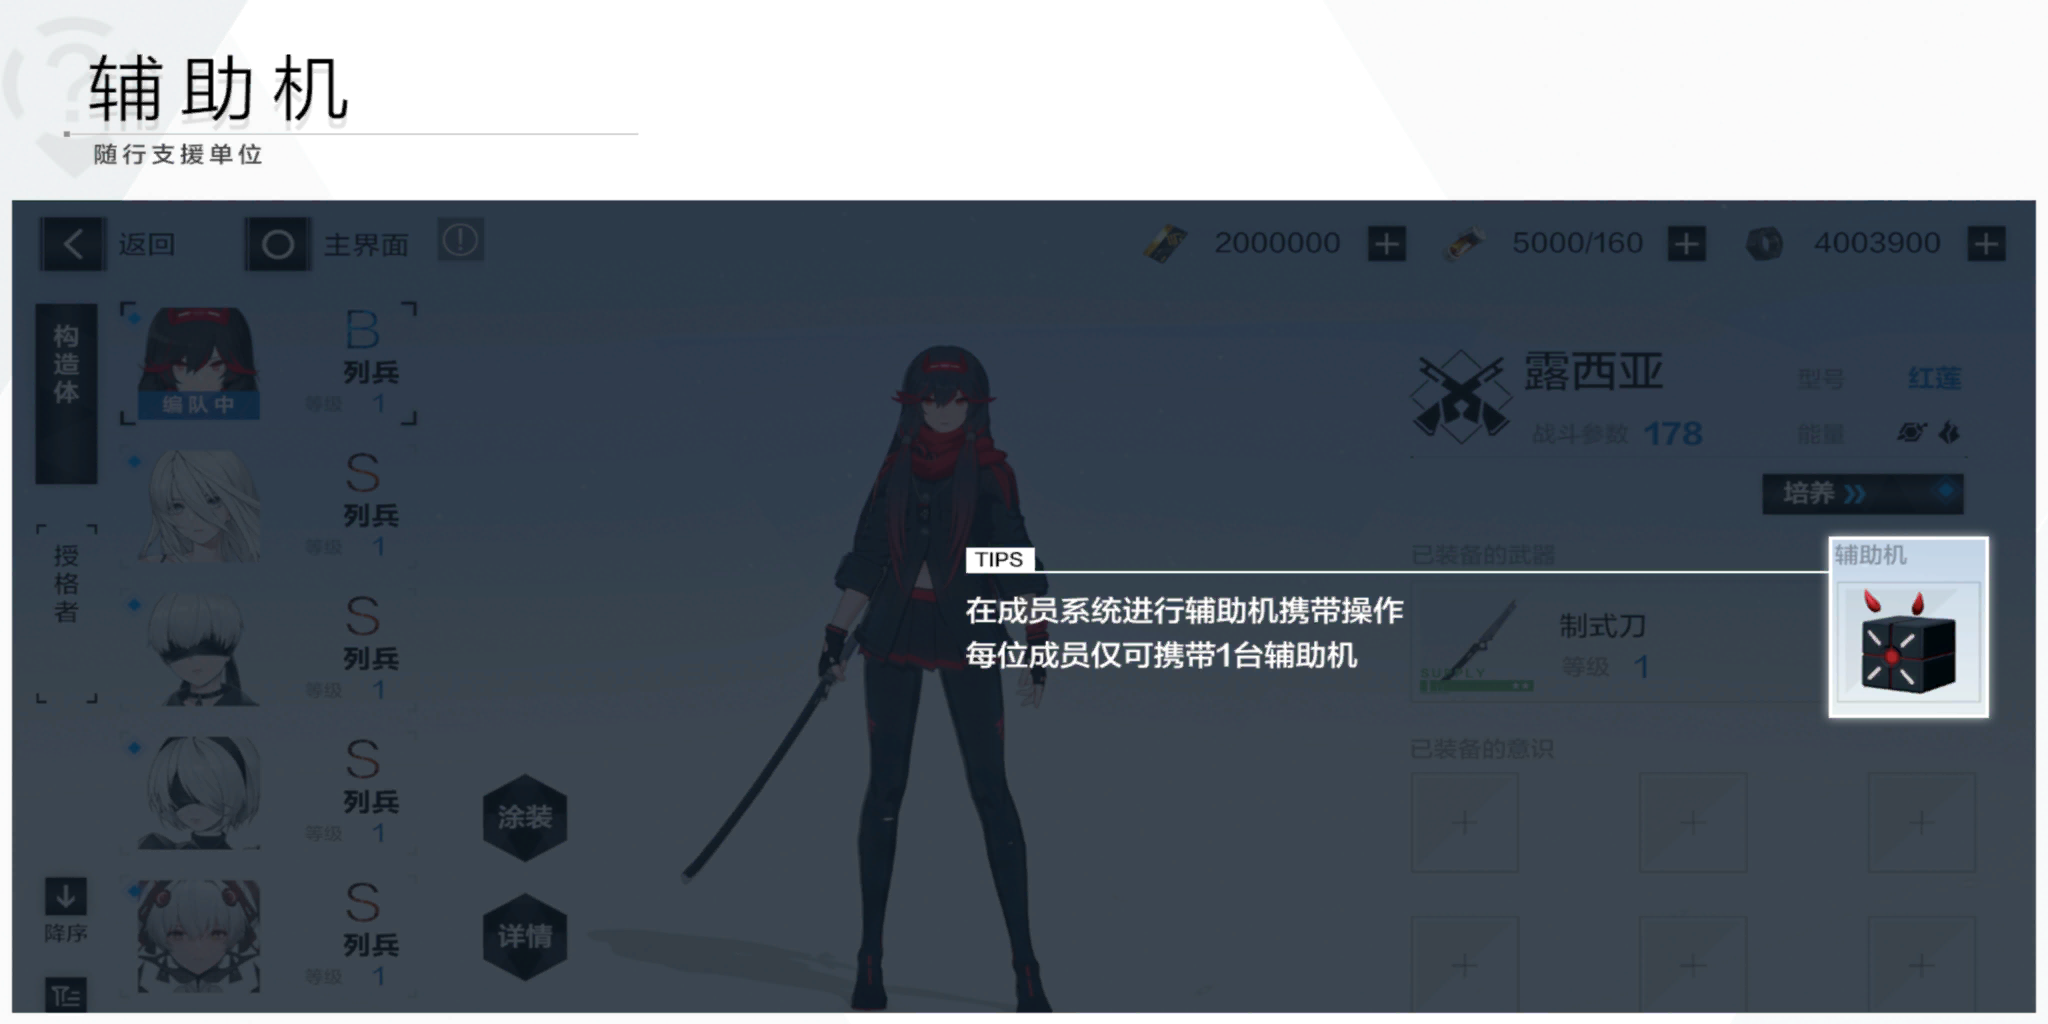 辅助机
随行支援单位
返回
主界面
2000000
5000/160
4003900
构造体
授格者
B
列兵
等级 1
编队中
S
列兵
等级 1
S
列兵
等级 1
S
列兵
等级 1
S
列兵
等级 1
降序
涂装
详情
露西亚
型号 红莲
战斗参数 178
能量
培养
TIPS
在成员系统进行辅助机携带操作
每位成员仅可携带1台辅助机
已装备的武器
制式刀
等级 1
SUPPLY
辅助机
已装备的意识